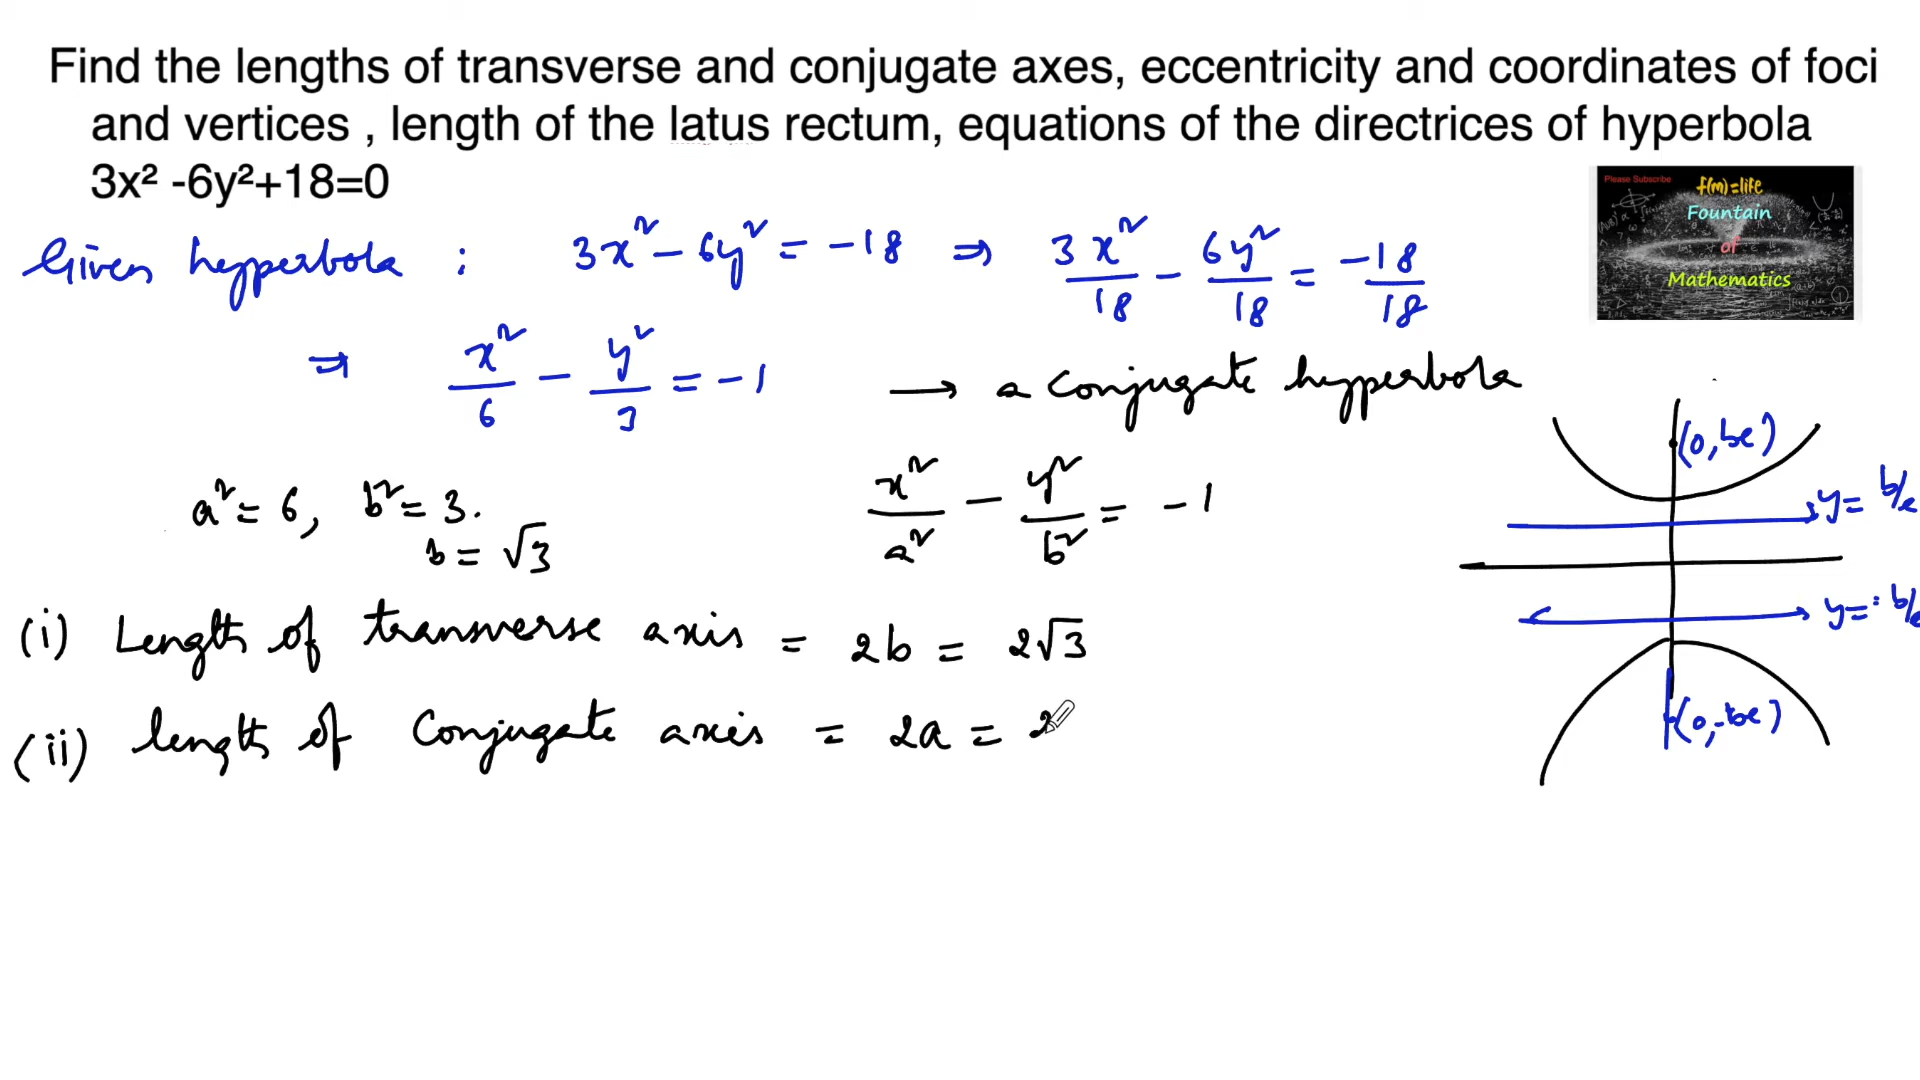 Find the lengths of transverse and conjugate axes, eccentricity and coordinates of foci
and vertices , length of the latus rectum, equations of the directrices of hyperbola
3x² -6y²+18=0
Please Subscribe
f(m)=life
Fountain
of
Mathematics
Given hyperbola : 3x² - 6y² = -18 ⇒ 3x²/18 - 6y²/18 = -18/18
⇒ x²/6 - y²/3 = -1 → a conjugate hyperbola
a² = 6, b² = 3. x²/a² - y²/b² = -1
b = √3
(0,be)
y= b/e
y=-b/e
(0,-be)
(i) Length of transverse axis = 2b = 2√3
(ii) length of conjugate axis = 2a = 2